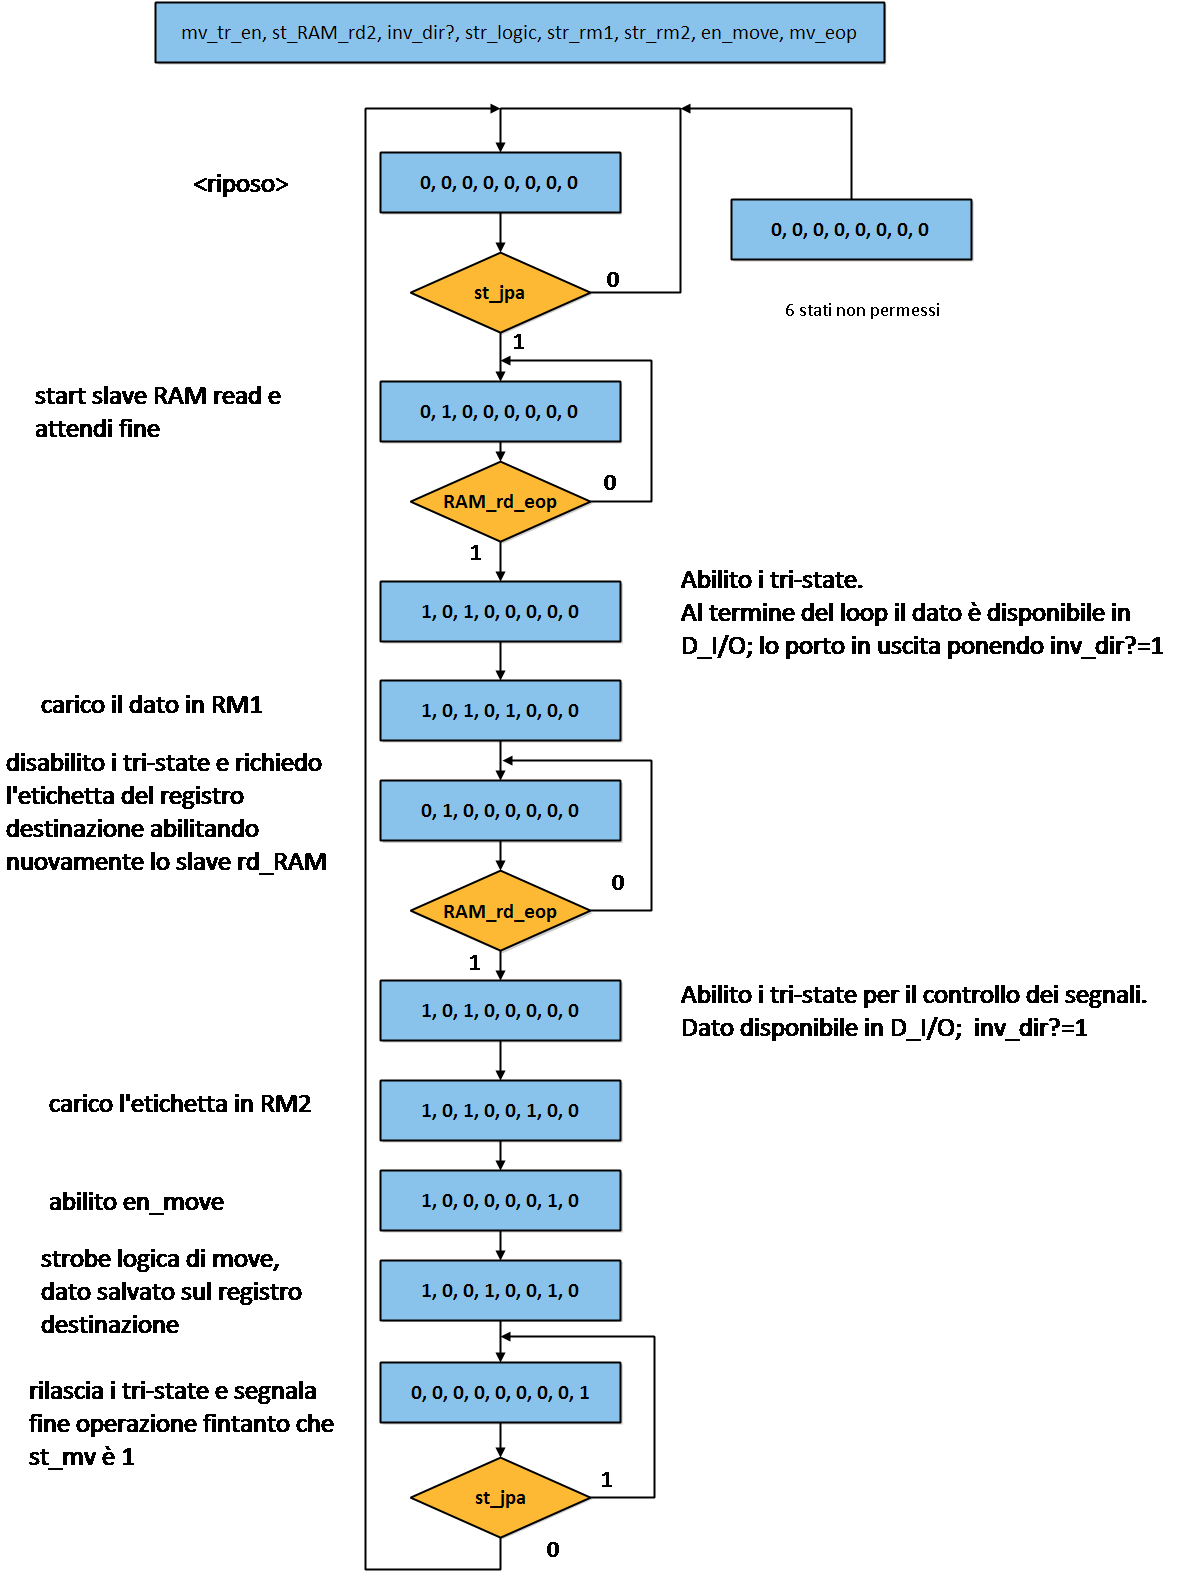 mv_tr_en, st_RAM_rd2, inv_dir?, str_logic, str_rm1, str_rm2, en_move, mv_eop
<riposo>
0, 0, 0, 0, 0, 0, 0, 0
0, 0, 0, 0, 0, 0, 0, 0
6 stati non permessi
st_jpa
0
1
start slave RAM read e
attendi fine
0, 1, 0, 0, 0, 0, 0, 0
RAM_rd_eop
0
1
1, 0, 1, 0, 0, 0, 0, 0
Abilito i tri-state.
Al termine del loop il dato è disponibile in
D_I/O; lo porto in uscita ponendo inv_dir?=1
carico il dato in RM1
1, 0, 1, 0, 1, 0, 0, 0
disabilito i tri-state e richiedo
l'etichetta del registro
destinazione abilitando
nuovamente lo slave rd_RAM
0, 1, 0, 0, 0, 0, 0, 0
RAM_rd_eop
0
1
1, 0, 1, 0, 0, 0, 0, 0
Abilito i tri-state per il controllo dei segnali.
Dato disponibile in D_I/O;  inv_dir?=1
carico l'etichetta in RM2
1, 0, 1, 0, 0, 1, 0, 0
abilito en_move
1, 0, 0, 0, 0, 0, 1, 0
strobe logica di move,
dato salvato sul registro
destinazione
1, 0, 0, 1, 0, 0, 1, 0
rilascia i tri-state e segnala
fine operazione fintanto che
st_mv è 1
0, 0, 0, 0, 0, 0, 0, 0, 1
st_jpa
1
0